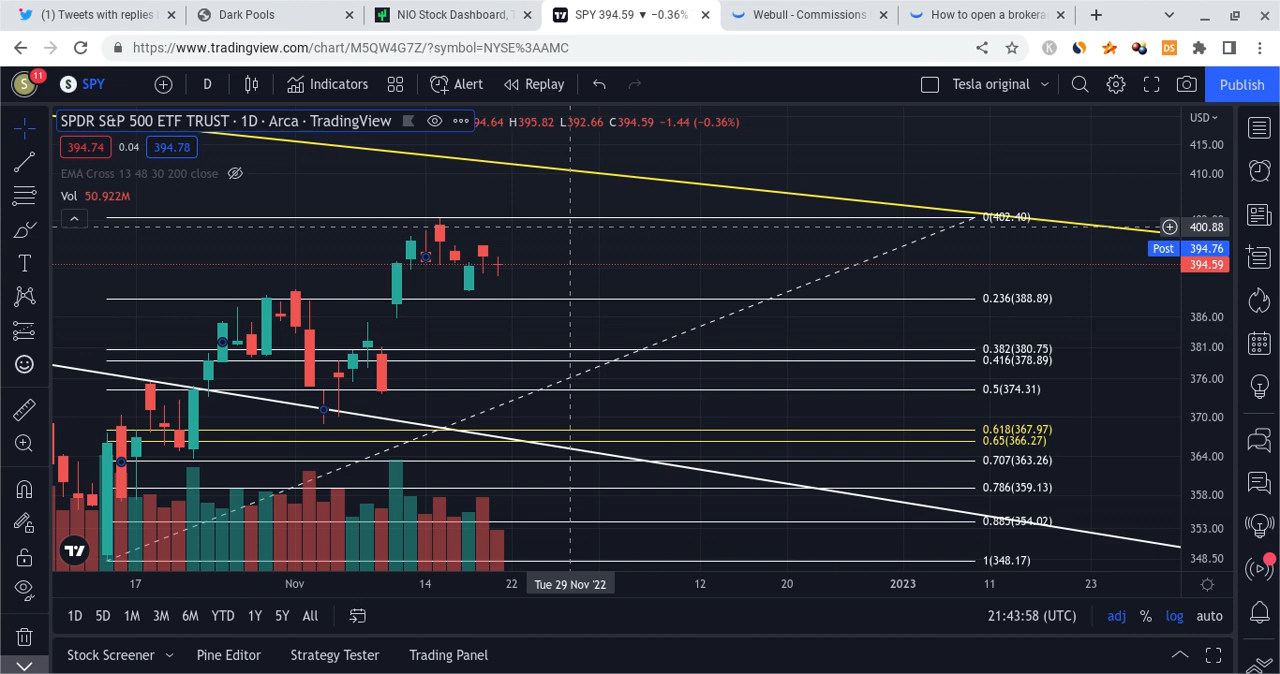 (1) Tweets with replies
Dark Pools
NIO Stock Dashboard, T
SPY 394.59 ▼ −0.36%
Webull - Commissions
How to open a brokera
https://www.tradingview.com/chart/M5QW4G7Z/?symbol=NYSE%3AAMC
K
DS
S
11
S
SPY
D
Indicators
Alert
Replay
Tesla original
Publish
SPDR S&P 500 ETF TRUST · 1D · Arca · TradingView
394.64 H395.82 L392.66 C394.59 −1.44 (−0.36%)
USD
394.74
0.04
394.78
415.00
EMA Cross 13 48 30 200 close
410.00
Vol 50.922M
0(402.40)
400.88
Post 394.76
394.59
0.236(388.89)
386.00
0.382(380.75)
381.00
0.416(378.89)
376.00
0.5(374.31)
370.00
0.618(367.97)
0.65(366.27)
364.00
0.707(363.26)
0.786(359.13)
358.00
0.885(354.02)
353.00
1(348.17)
348.50
17
Nov
14
22
Tue 29 Nov '22
12
20
2023
11
23
1D
5D
1M
3M
6M
YTD
1Y
5Y
All
21:43:58 (UTC)
adj
%
log
auto
Stock Screener
Pine Editor
Strategy Tester
Trading Panel